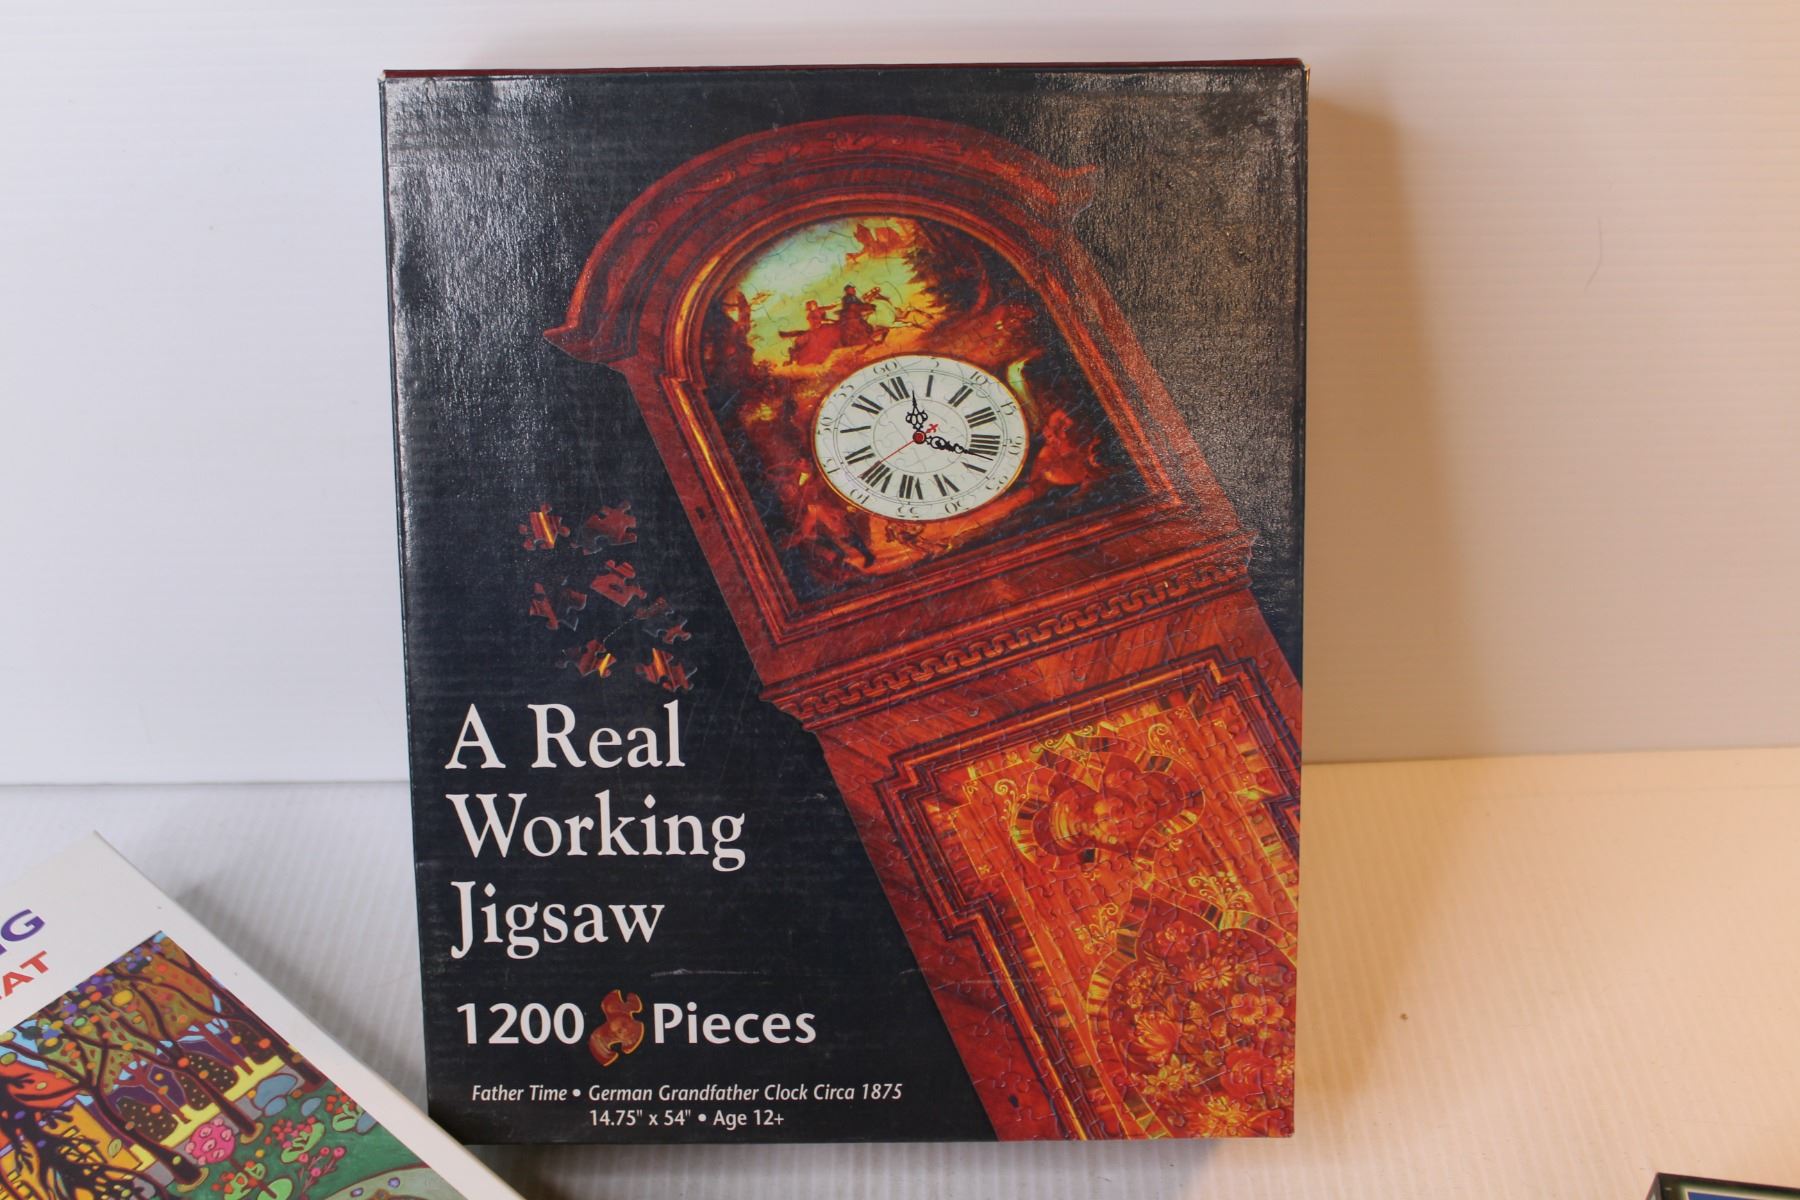 A Real
Working
Jigsaw
1200 Pieces
Father Time • German Grandfather Clock Circa 1875
14.75" x 54" • Age 12+